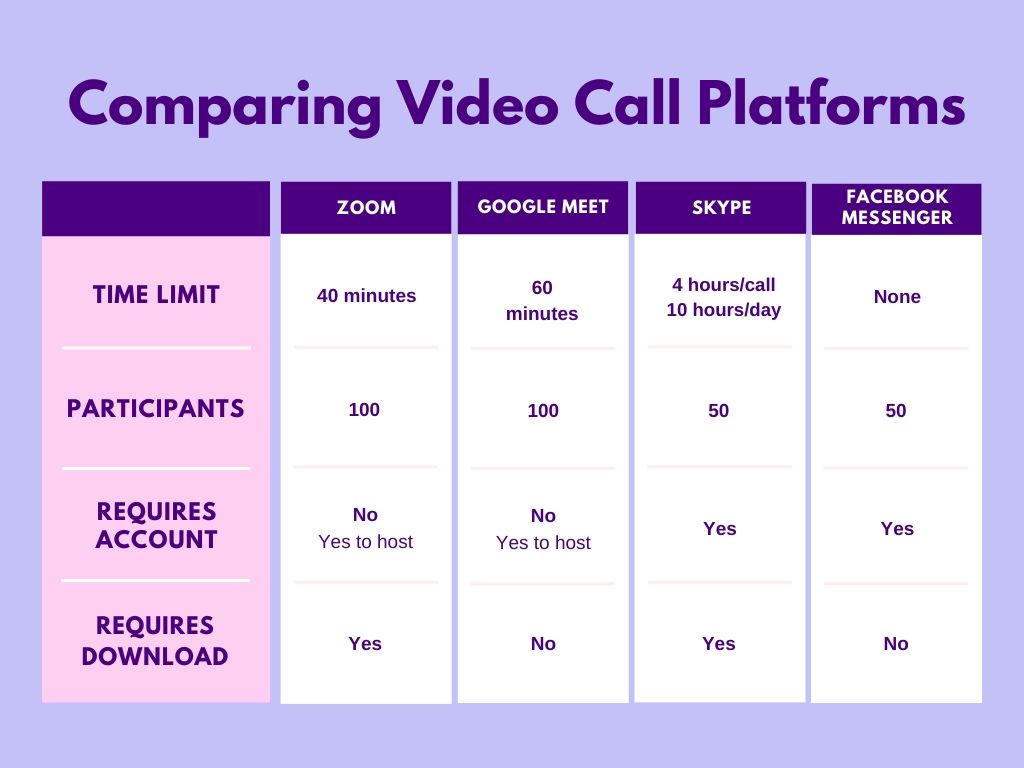 Comparing Video Call Platforms
ZOOM
GOOGLE MEET
SKYPE
FACEBOOK
MESSENGER
TIME LIMIT
40 minutes
60
minutes
4 hours/call
10 hours/day
None
PARTICIPANTS
100
100
50
50
REQUIRES
ACCOUNT
No
Yes to host
No
Yes to host
Yes
Yes
REQUIRES
DOWNLOAD
Yes
No
Yes
No